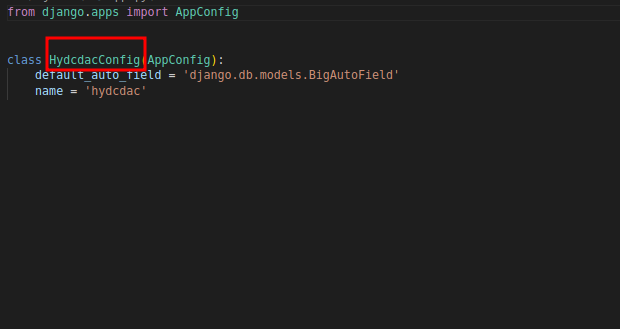 from django.apps import AppConfig
class HydcdacConfig(AppConfig):
default_auto_field = 'django.db.models.BigAutoField'
name = 'hydcdac'